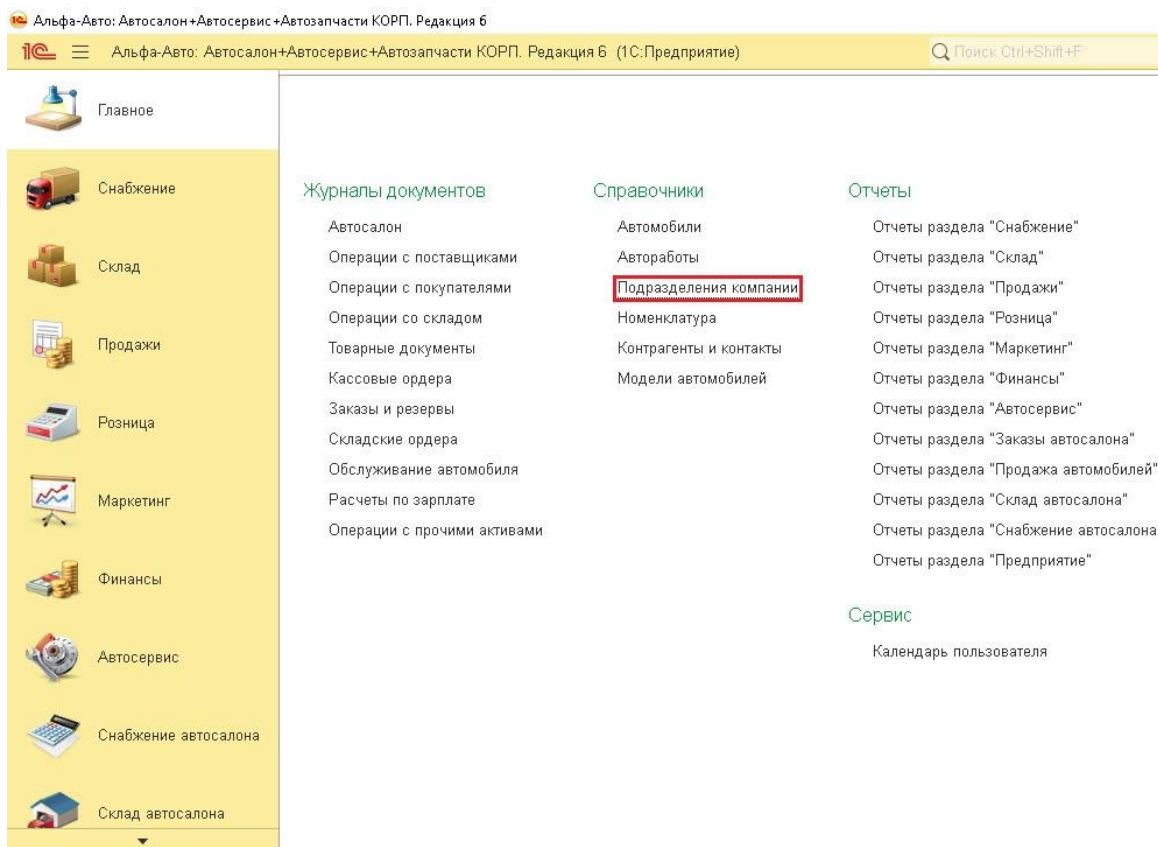 Альфа-Авто: Автосалон+Автосервис+Автозапчасти КОРП. Редакция 6
1С Альфа-Авто: Автосалон+Автосервис+Автозапчасти КОРП. Редакция 6 (1С:Предприятие) Поиск Ctrl+Shift+F
Главное
Снабжение
Склад
Продажи
Розница
Маркетинг
Финансы
Автосервис
Снабжение автосалона
Склад автосалона
Журналы документов
Автосалон
Операции с поставщиками
Операции с покупателями
Операции со складом
Товарные документы
Кассовые ордера
Заказы и резервы
Складские ордера
Обслуживание автомобиля
Расчеты по зарплате
Операции с прочими активами
Справочники
Автомобили
Автоработы
Подразделения компании
Номенклатура
Контрагенты и контакты
Модели автомобилей
Отчеты
Отчеты раздела "Снабжение"
Отчеты раздела "Склад"
Отчеты раздела "Продажи"
Отчеты раздела "Розница"
Отчеты раздела "Маркетинг"
Отчеты раздела "Финансы"
Отчеты раздела "Автосервис"
Отчеты раздела "Заказы автосалона"
Отчеты раздела "Продажа автомобилей"
Отчеты раздела "Склад автосалона"
Отчеты раздела "Снабжение автосалона
Отчеты раздела "Предприятие"
Сервис
Календарь пользователя